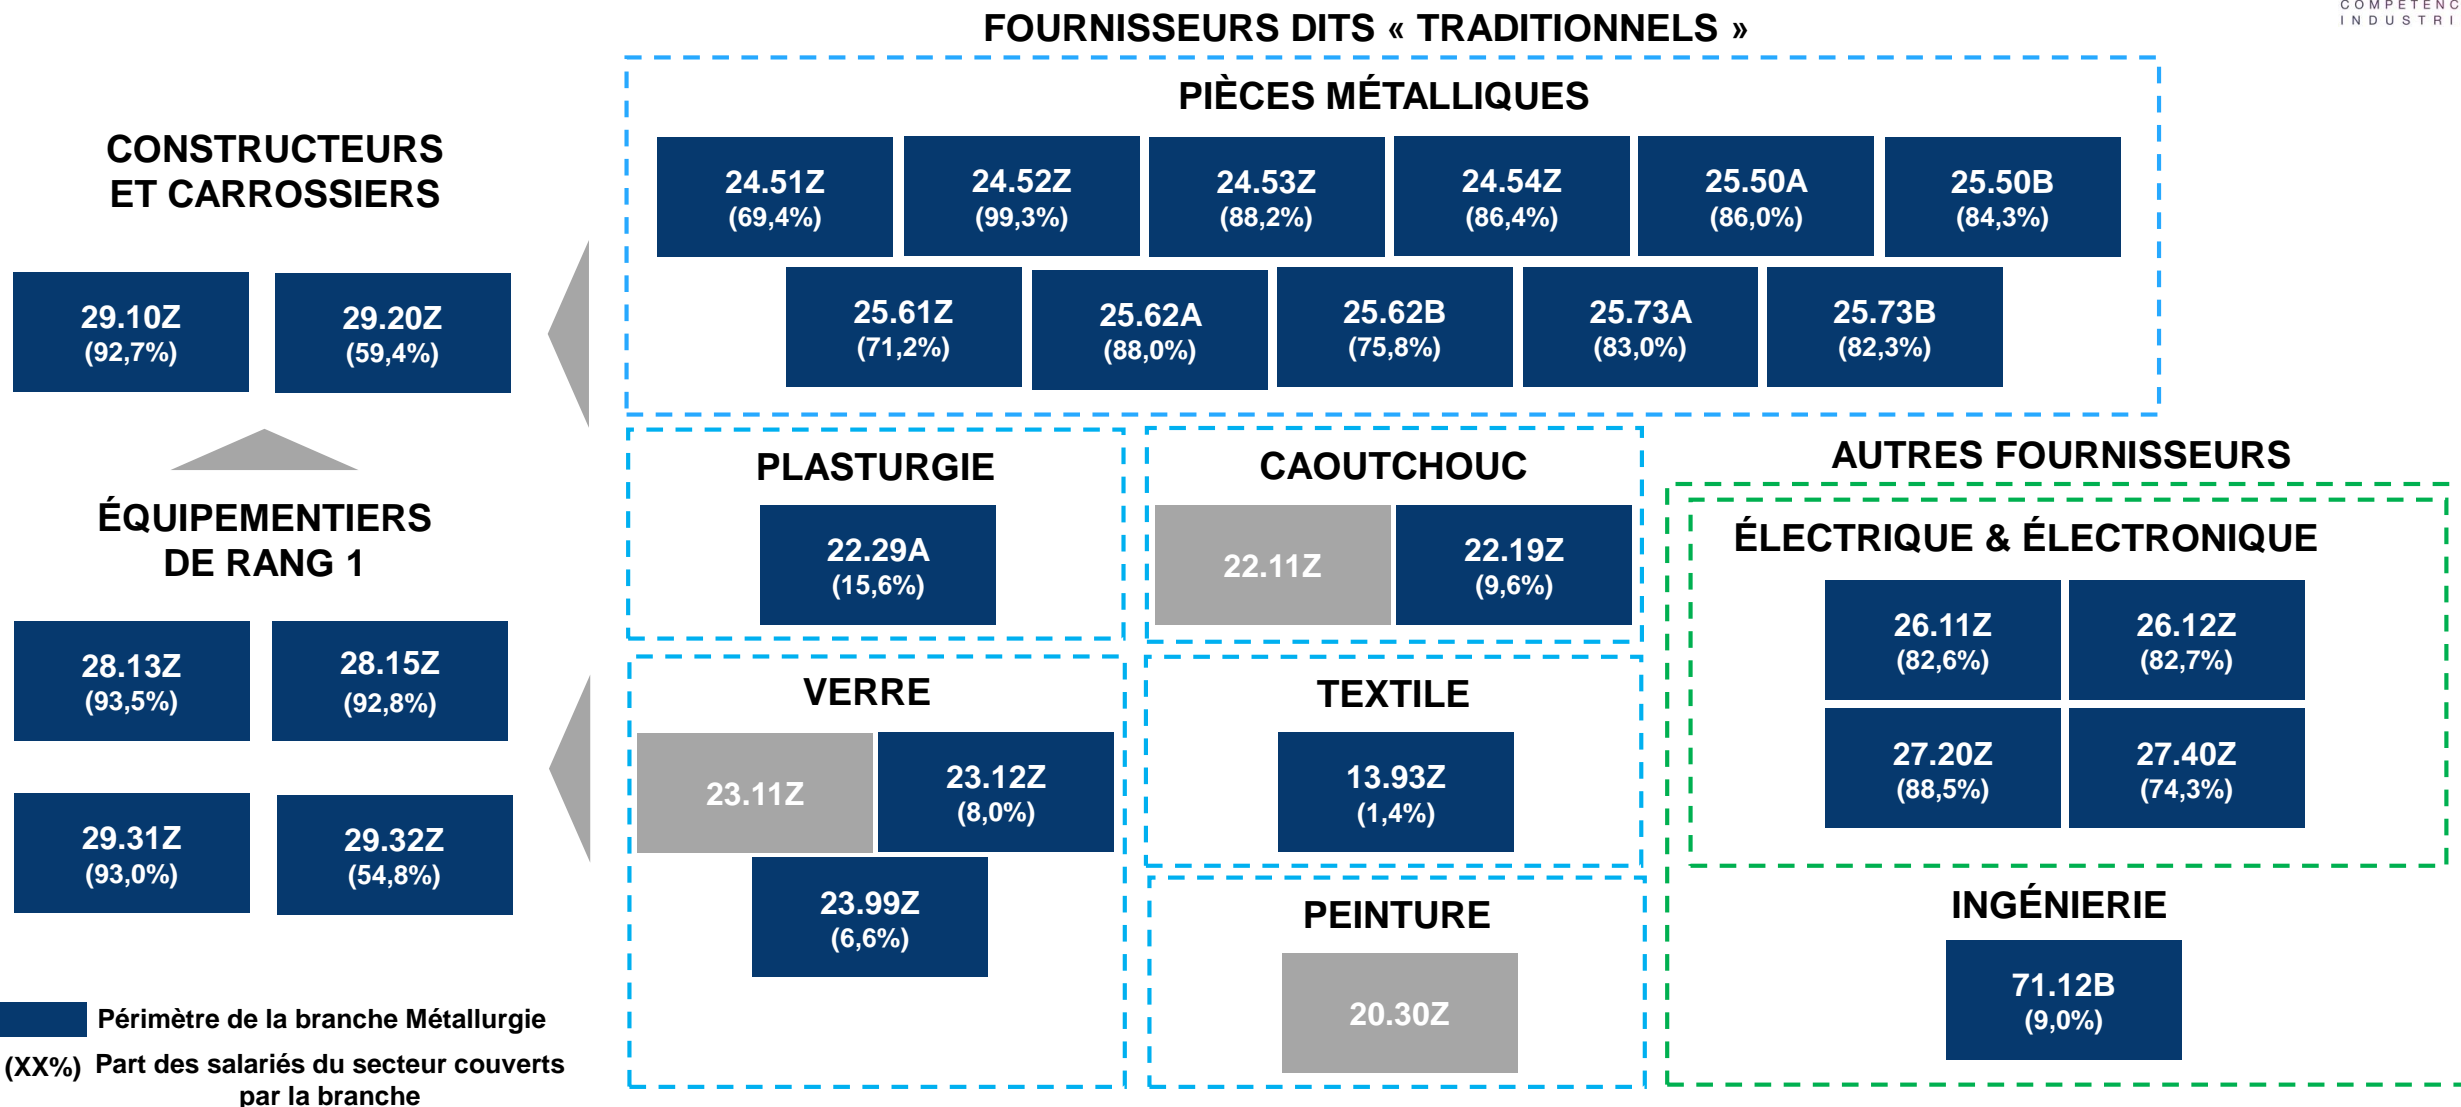 COMPETENC
INDUSTRI
FOURNISSEURS DITS « TRADITIONNELS »
PIÈCES MÉTALLIQUES
24.51Z
(69,4%)
24.52Z
(99,3%)
24.53Z
(88,2%)
24.54Z
(86,4%)
25.50A
(86,0%)
25.50B
(84,3%)
25.61Z
(71,2%)
25.62A
(88,0%)
25.62B
(75,8%)
25.73A
(83,0%)
25.73B
(82,3%)
CONSTRUCTEURS
ET CARROSSIERS
29.10Z
(92,7%)
29.20Z
(59,4%)
ÉQUIPEMENTIERS
DE RANG 1
28.13Z
(93,5%)
28.15Z
(92,8%)
29.31Z
(93,0%)
29.32Z
(54,8%)
PLASTURGIE
22.29A
(15,6%)
CAOUTCHOUC
22.11Z
22.19Z
(9,6%)
VERRE
23.11Z
23.12Z
(8,0%)
23.99Z
(6,6%)
TEXTILE
13.93Z
(1,4%)
PEINTURE
20.30Z
AUTRES FOURNISSEURS
ÉLECTRIQUE & ÉLECTRONIQUE
26.11Z
(82,6%)
26.12Z
(82,7%)
27.20Z
(88,5%)
27.40Z
(74,3%)
INGÉNIERIE
71.12B
(9,0%)
Périmètre de la branche Métallurgie
(XX%) Part des salariés du secteur couverts
par la branche